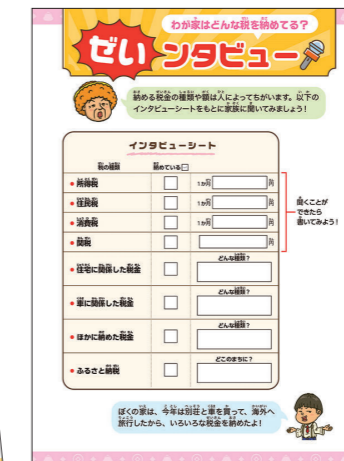 わが家はどんな税を納めてる？
ぜいンタビュー
納める税金の種類や額は人によってちがいます。以下の
インタビューシートをもとに家族に聞いてみましょう！
インタビューシート
税の種類 納めている
所得税 1か月 円
住民税 1か月 円
消費税 1か月 円
関税 円
聞くことが
できたら
書いてみよう！
どんな種類？
住宅に関係した税金
どんな種類？
車に関係した税金
どんな種類？
ほかに納めた税金
どこのまちに？
ふるさと納税
ぼくの家は、今年は別荘と車を買って、海外へ
旅行したから、いろいろな税金を納めたよ！